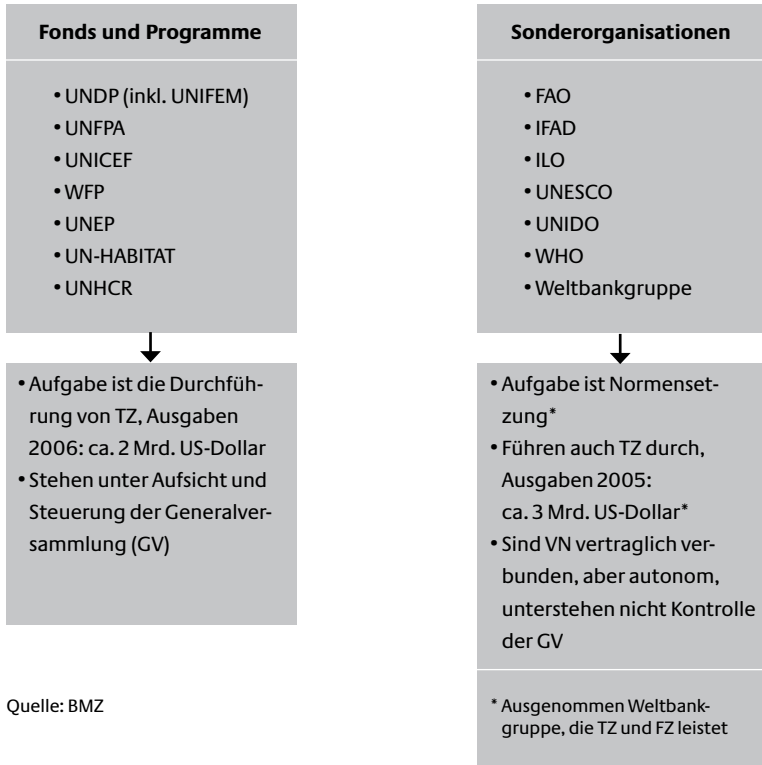 Fonds und Programme
• UNDP (inkl. UNIFEM)
• UNFPA
• UNICEF
• WFP
• UNEP
• UN-HABITAT
• UNHCR
• Aufgabe ist die Durchfüh-
rung von TZ, Ausgaben
2006: ca. 2 Mrd. US-Dollar
• Stehen unter Aufsicht und
Steuerung der Generalver-
sammlung (GV)
Sonderorganisationen
• FAO
• IFAD
• ILO
• UNESCO
• UNIDO
• WHO
• Weltbankgruppe
• Aufgabe ist Normenset-
zung*
• Führen auch TZ durch,
Ausgaben 2005:
ca. 3 Mrd. US-Dollar*
• Sind VN vertraglich ver-
bunden, aber autonom,
unterstehen nicht Kontrolle
der GV
* Ausgenommen Weltbank-
gruppe, die TZ und FZ leistet
Quelle: BMZ